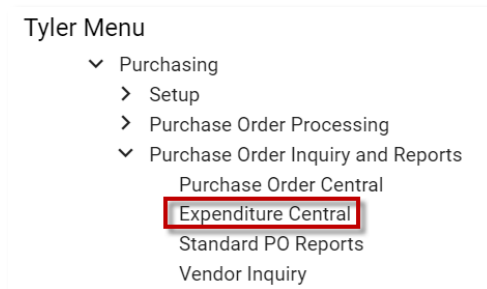 Tyler Menu
Purchasing
Setup
Purchase Order Processing
Purchase Order Inquiry and Reports
Purchase Order Central
Expenditure Central
Standard PO Reports
Vendor Inquiry